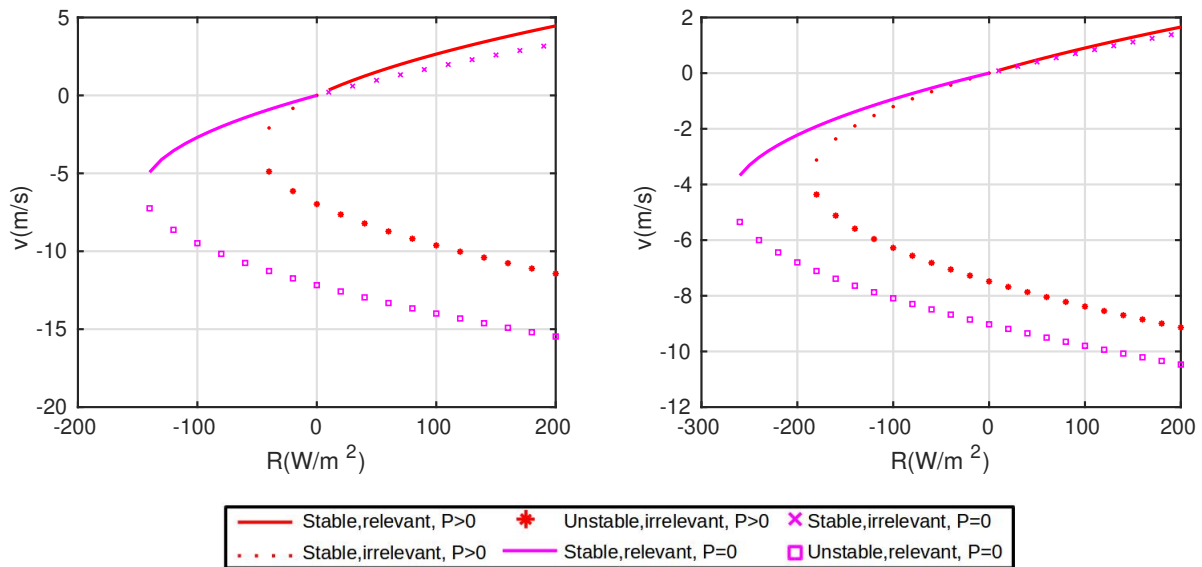 5
0
-5
-10
-15
-20
v(m/s)
-200
-100
0
100
200
R(W/m 2)
2
0
-2
-4
-6
-8
-10
-12
v(m/s)
-300
-200
-100
0
100
200
R(W/m 2)
Stable,relevant, P>0
Unstable,irrelevant, P>0
Stable,irrelevant, P=0
Stable,irrelevant, P>0
Stable,relevant, P=0
Unstable,relevant, P=0